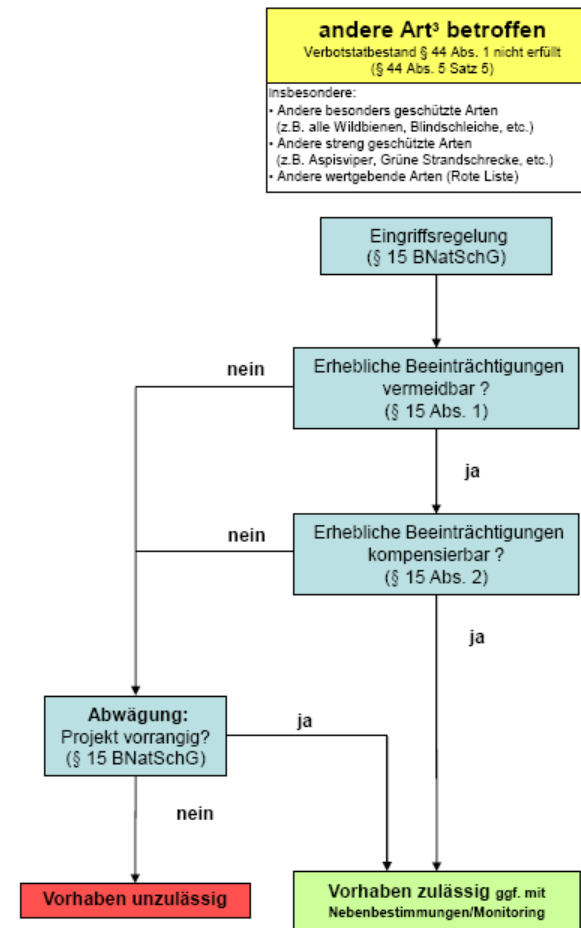 andere Art³ betroffen
Verbotstatbestand § 44 Abs. 1 nicht erfüllt
(§ 44 Abs. 5 Satz 5)
Insbesondere:
• Andere besonders geschützte Arten
(z.B. alle Wildbienen, Blindschleiche, etc.)
• Andere streng geschützte Arten
(z.B. Aspisviper, Grüne Strandschrecke, etc.)
• Andere wertgebende Arten (Rote Liste)
Eingriffsregelung
(§ 15 BNatSchG)
nein
Erhebliche Beeinträchtigungen
vermeidbar ?
(§ 15 Abs. 1)
ja
nein
Erhebliche Beeinträchtigungen
kompensierbar ?
(§ 15 Abs. 2)
ja
Abwägung:
Projekt vorrangig?
(§ 15 BNatSchG)
ja
nein
Vorhaben unzulässig
Vorhaben zulässig ggf. mit
Nebenbestimmungen/Monitoring